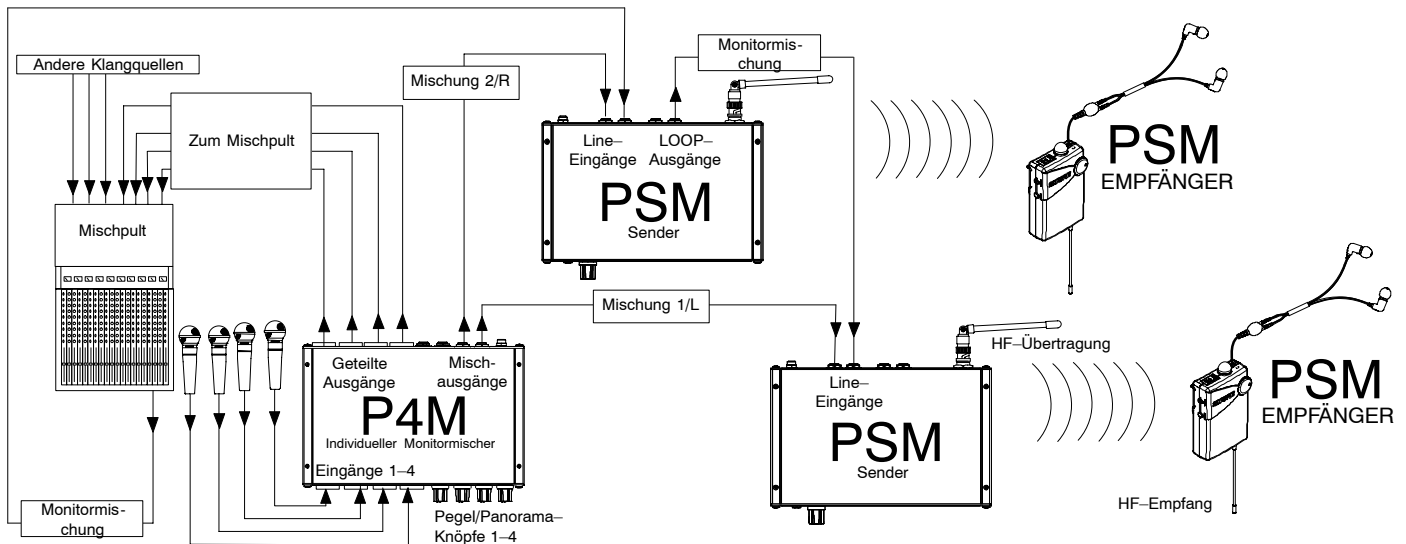 Andere Klangquellen
Zum Mischpult
Mischpult
Mischung 2/R
Monitormis-
chung
Line–
Eingänge
LOOP–
Ausgänge
PSM
Sender
PSM
EMPFÄNGER
Mischung 1/L
Geteilte
Ausgänge
Misch-
ausgänge
P4M
Individueller Monitormischer
Eingänge 1–4
Pegel/Panorama–
Knöpfe 1–4
Monitormis-
chung
Line–
Eingänge
PSM
Sender
HF–Übertragung
PSM
EMPFÄNGER
HF–Empfang